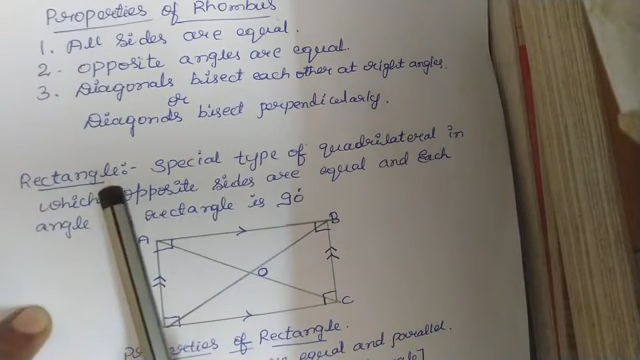 Properties of Rhombus
1. All sides are equal.
2. opposite angles are equal.
3. Diagonals bisect each other at right angles.
or
Diagonds bisect perpendicularly.
Rectangle:- Special type of quadrilateral in
which opposite sides are equal and Each
angle rectangle is 90°
A B
O
C
Properties of Rectangle.
equal and parallel.